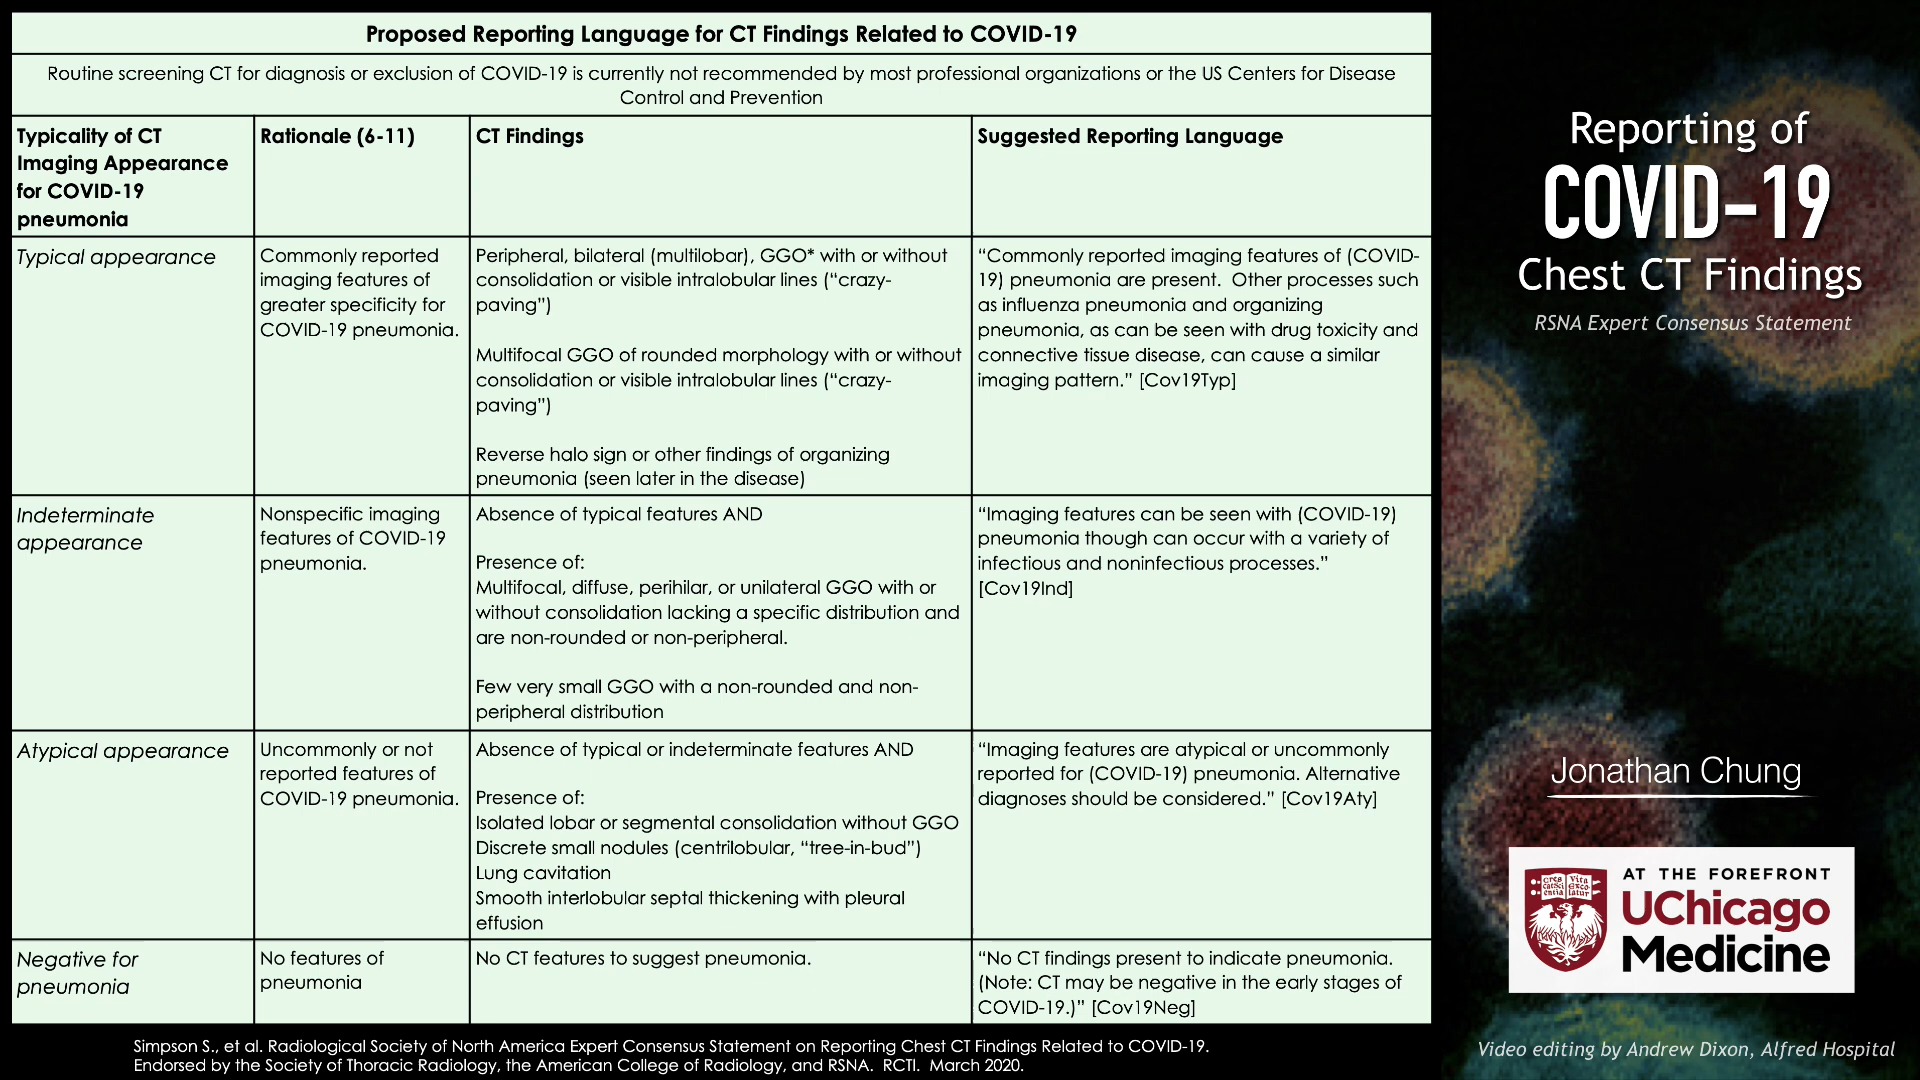 Proposed Reporting Language for CT Findings Related to COVID-19
Routine screening CT for diagnosis or exclusion of COVID-19 is currently not recommended by most professional organizations or the US Centers for Disease
Control and Prevention
Typicality of CT
Imaging Appearance
for COVID-19
pneumonia
Rationale (6-11)
CT Findings
Suggested Reporting Language
Typical appearance
Commonly reported
imaging features of
greater specificity for
COVID-19 pneumonia.
Peripheral, bilateral (multilobar), GGO* with or without
consolidation or visible intralobular lines (“crazy-
paving”)
Multifocal GGO of rounded morphology with or without
consolidation or visible intralobular lines (“crazy-
paving”)
Reverse halo sign or other findings of organizing
pneumonia (seen later in the disease)
“Commonly reported imaging features of (COVID-
19) pneumonia are present.  Other processes such
as influenza pneumonia and organizing
pneumonia, as can be seen with drug toxicity and
connective tissue disease, can cause a similar
imaging pattern.” [Cov19Typ]
Indeterminate
appearance
Nonspecific imaging
features of COVID-19
pneumonia.
Absence of typical features AND
Presence of:
Multifocal, diffuse, perihilar, or unilateral GGO with or
without consolidation lacking a specific distribution and
are non-rounded or non-peripheral.
Few very small GGO with a non-rounded and non-
peripheral distribution
“Imaging features can be seen with (COVID-19)
pneumonia though can occur with a variety of
infectious and noninfectious processes.”
[Cov19Ind]
Atypical appearance
Uncommonly or not
reported features of
COVID-19 pneumonia.
Absence of typical or indeterminate features AND
Presence of:
Isolated lobar or segmental consolidation without GGO
Discrete small nodules (centrilobular, “tree-in-bud”)
Lung cavitation
Smooth interlobular septal thickening with pleural
effusion
“Imaging features are atypical or uncommonly
reported for (COVID-19) pneumonia. Alternative
diagnoses should be considered.” [Cov19Aty]
Negative for
pneumonia
No features of
pneumonia
No CT features to suggest pneumonia.
“No CT findings present to indicate pneumonia.
(Note: CT may be negative in the early stages of
COVID-19.)” [Cov19Neg]
Simpson S., et al. Radiological Society of North America Expert Consensus Statement on Reporting Chest CT Findings Related to COVID-19.
Endorsed by the Society of Thoracic Radiology, the American College of Radiology, and RSNA.  RCTI.  March 2020.
Reporting of
COVID-19
Chest CT Findings
RSNA Expert Consensus Statement
Jonathan Chung
Cres
cat sci
entia
Vita
Exco
latur
AT THE FOREFRONT
UChicago
Medicine
Video editing by Andrew Dixon, Alfred Hospital